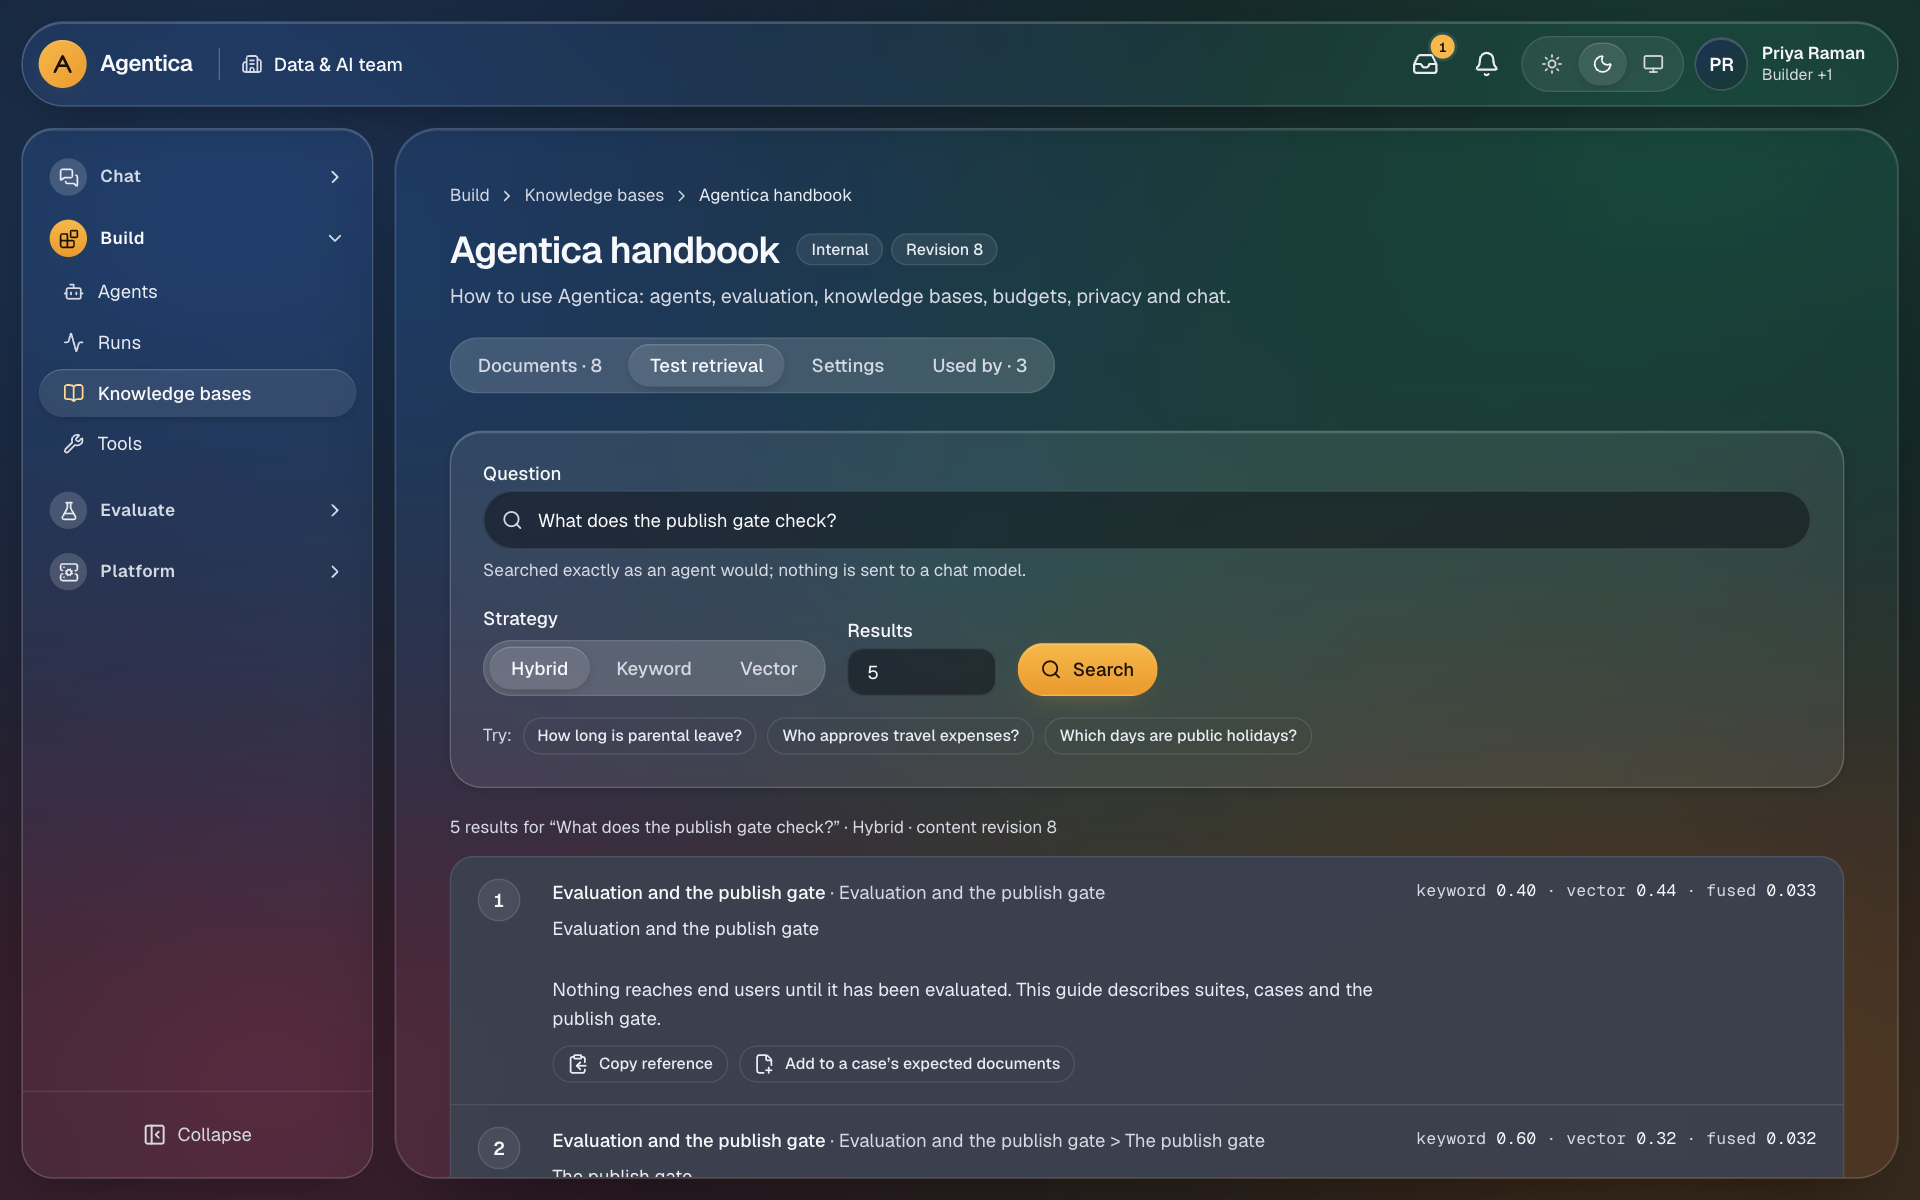 Agentica
Data & AI team
1
PR
Priya Raman
Builder +1
Chat
Build
Agents
Runs
Knowledge bases
Tools
Evaluate
Platform
Collapse
Build > Knowledge bases > Agentica handbook
Agentica handbook
Internal
Revision 8
How to use Agentica: agents, evaluation, knowledge bases, budgets, privacy and chat.
Documents · 8
Test retrieval
Settings
Used by · 3
Question
What does the publish gate check?
Searched exactly as an agent would; nothing is sent to a chat model.
Strategy
Hybrid
Keyword
Vector
Results
5
Search
Try:
How long is parental leave?
Who approves travel expenses?
Which days are public holidays?
5 results for “What does the publish gate check?” · Hybrid · content revision 8
1
Evaluation and the publish gate · Evaluation and the publish gate
keyword 0.40 · vector 0.44 · fused 0.033
Evaluation and the publish gate
Nothing reaches end users until it has been evaluated. This guide describes suites, cases and the
publish gate.
Copy reference
Add to a case’s expected documents
2
Evaluation and the publish gate · Evaluation and the publish gate > The publish gate
keyword 0.60 · vector 0.32 · fused 0.032
The publish gate